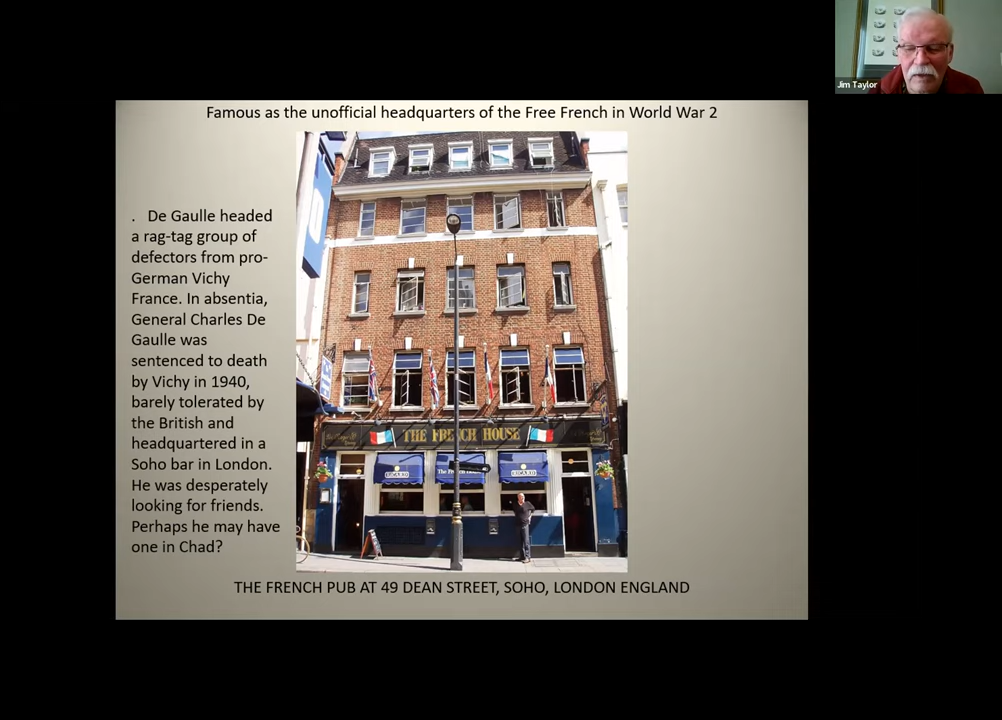 Jim Taylor
Famous as the unofficial headquarters of the Free French in World War 2
. De Gaulle headed
a rag-tag group of
defectors from pro-
German Vichy
France. In absentia,
General Charles De
Gaulle was
sentenced to death
by Vichy in 1940,
barely tolerated by
the British and
headquartered in a
Soho bar in London.
He was desperately
looking for friends.
Perhaps he may have
one in Chad?
THE FRENCH HOUSE
RICARD
RICARD
THE FRENCH PUB AT 49 DEAN STREET, SOHO, LONDON ENGLAND